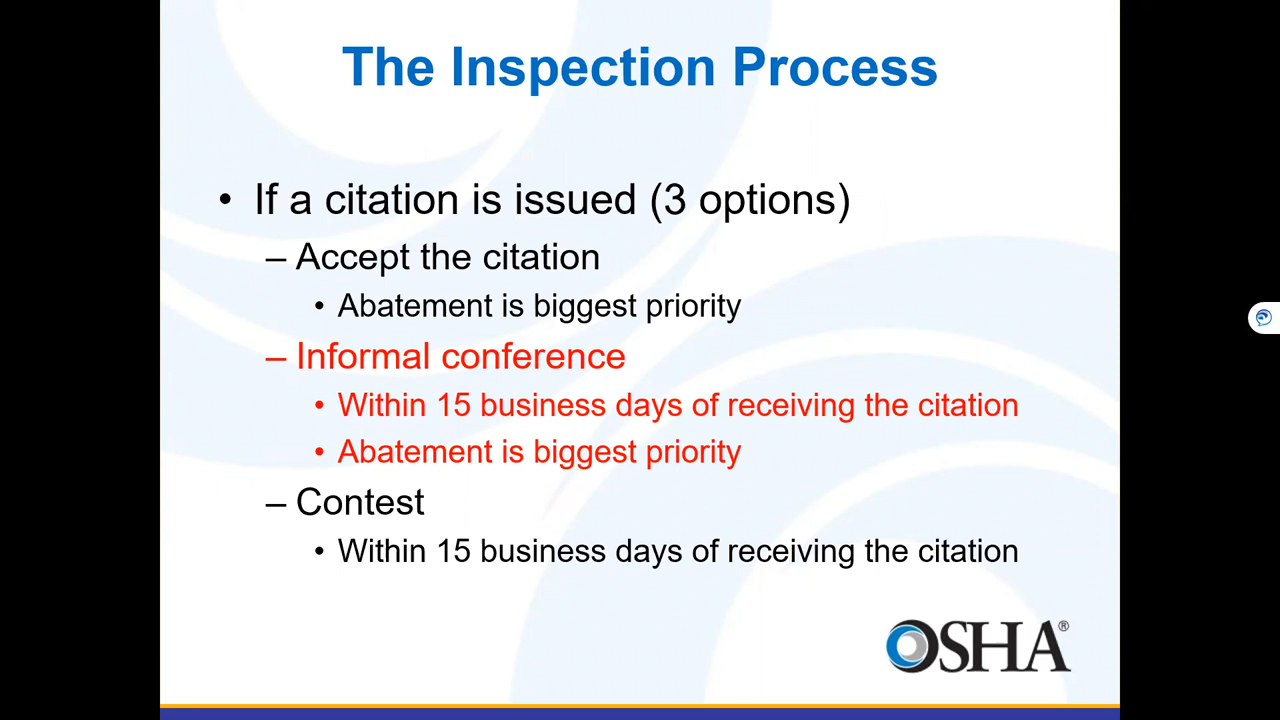 The Inspection Process
• If a citation is issued (3 options)
– Accept the citation
• Abatement is biggest priority
– Informal conference
• Within 15 business days of receiving the citation
• Abatement is biggest priority
– Contest
• Within 15 business days of receiving the citation
OSHA®